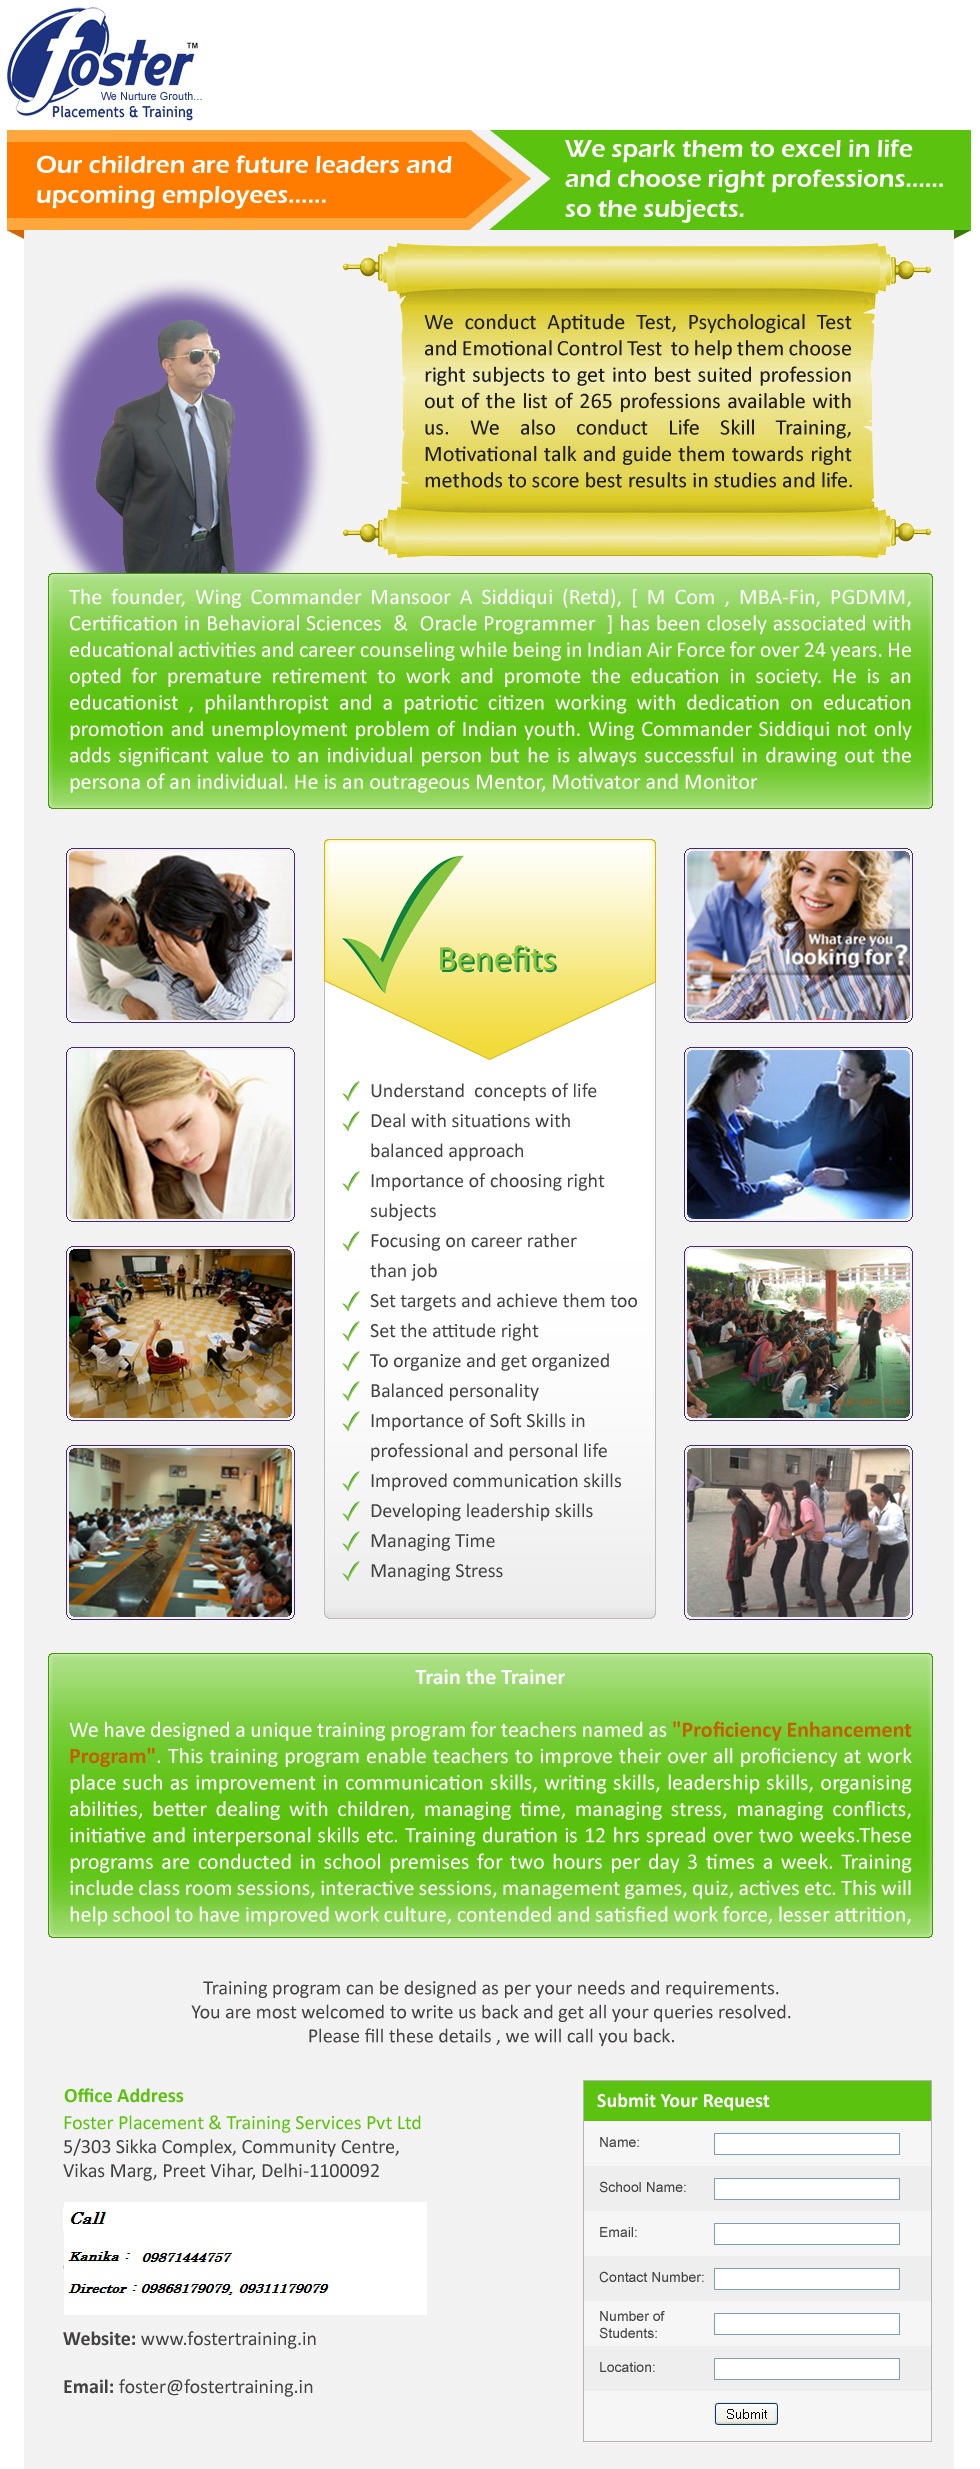 foster™
We Nurture Grouth...
Placements & Training
Our children are future leaders and
upcoming employees......
We spark them to excel in life
and choose right professions......
so the subjects.
We conduct Aptitude Test, Psychological Test
and Emotional Control Test to help them choose
right subjects to get into best suited profession
out of the list of 265 professions available with
us. We also conduct Life Skill Training,
Motivational talk and guide them towards right
methods to score best results in studies and life.
The founder, Wing Commander Mansoor A Siddiqui (Retd), [ M Com , MBA-Fin, PGDMM,
Certification in Behavioral Sciences & Oracle Programmer ] has been closely associated with
educational activities and career counseling while being in Indian Air Force for over 24 years. He
opted for premature retirement to work and promote the education in society. He is an
educationist , philanthropist and a patriotic citizen working with dedication on education
promotion and unemployment problem of Indian youth. Wing Commander Siddiqui not only
adds significant value to an individual person but he is always successful in drawing out the
persona of an individual. He is an outrageous Mentor, Motivator and Monitor
Benefits
What are you
looking for?
Understand concepts of life
Deal with situations with
balanced approach
Importance of choosing right
subjects
Focusing on career rather
than job
Set targets and achieve them too
Set the attitude right
To organize and get organized
Balanced personality
Importance of Soft Skills in
professional and personal life
Improved communication skills
Developing leadership skills
Managing Time
Managing Stress
Train the Trainer
We have designed a unique training program for teachers named as "Proficiency Enhancement
Program". This training program enable teachers to improve their over all proficiency at work
place such as improvement in communication skills, writing skills, leadership skills, organising
abilities, better dealing with children, managing time, managing stress, managing conflicts,
initiative and interpersonal skills etc. Training duration is 12 hrs spread over two weeks.These
programs are conducted in school premises for two hours per day 3 times a week. Training
include class room sessions, interactive sessions, management games, quiz, actives etc. This will
help school to have improved work culture, contended and satisfied work force, lesser attrition,
Training program can be designed as per your needs and requirements.
You are most welcomed to write us back and get all your queries resolved.
Please fill these details , we will call you back.
Office Address
Foster Placement & Training Services Pvt Ltd
5/303 Sikka Complex, Community Centre,
Vikas Marg, Preet Vihar, Delhi-1100092
Call
Kanika : 09871444757
Director : 09868179079, 09311179079
Website: www.fostertraining.in
Email: foster@fostertraining.in
Submit Your Request
Name:
School Name:
Email:
Contact Number:
Number of
Students:
Location:
Submit